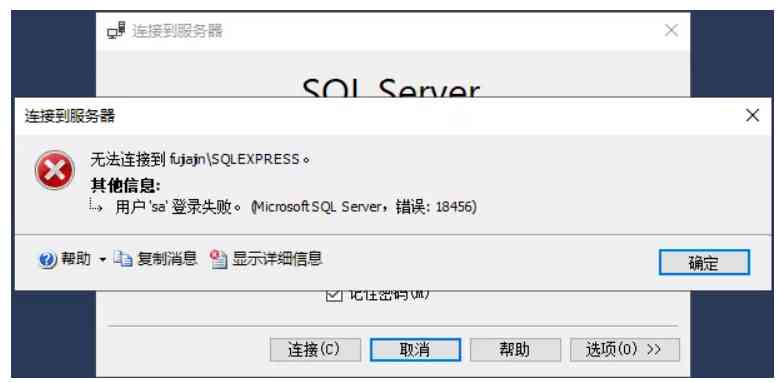 连接到服务器
SQL Server
连接到服务器
无法连接到 fujiajin\SQLEXPRESS。
其他信息:
用户 'sa' 登录失败。 (MicrosoftSQL Server，错误: 18456)
帮助 复制消息 显示详细信息 确定
记住密码(M)
连接(C) 取消 帮助 选项(O) >>